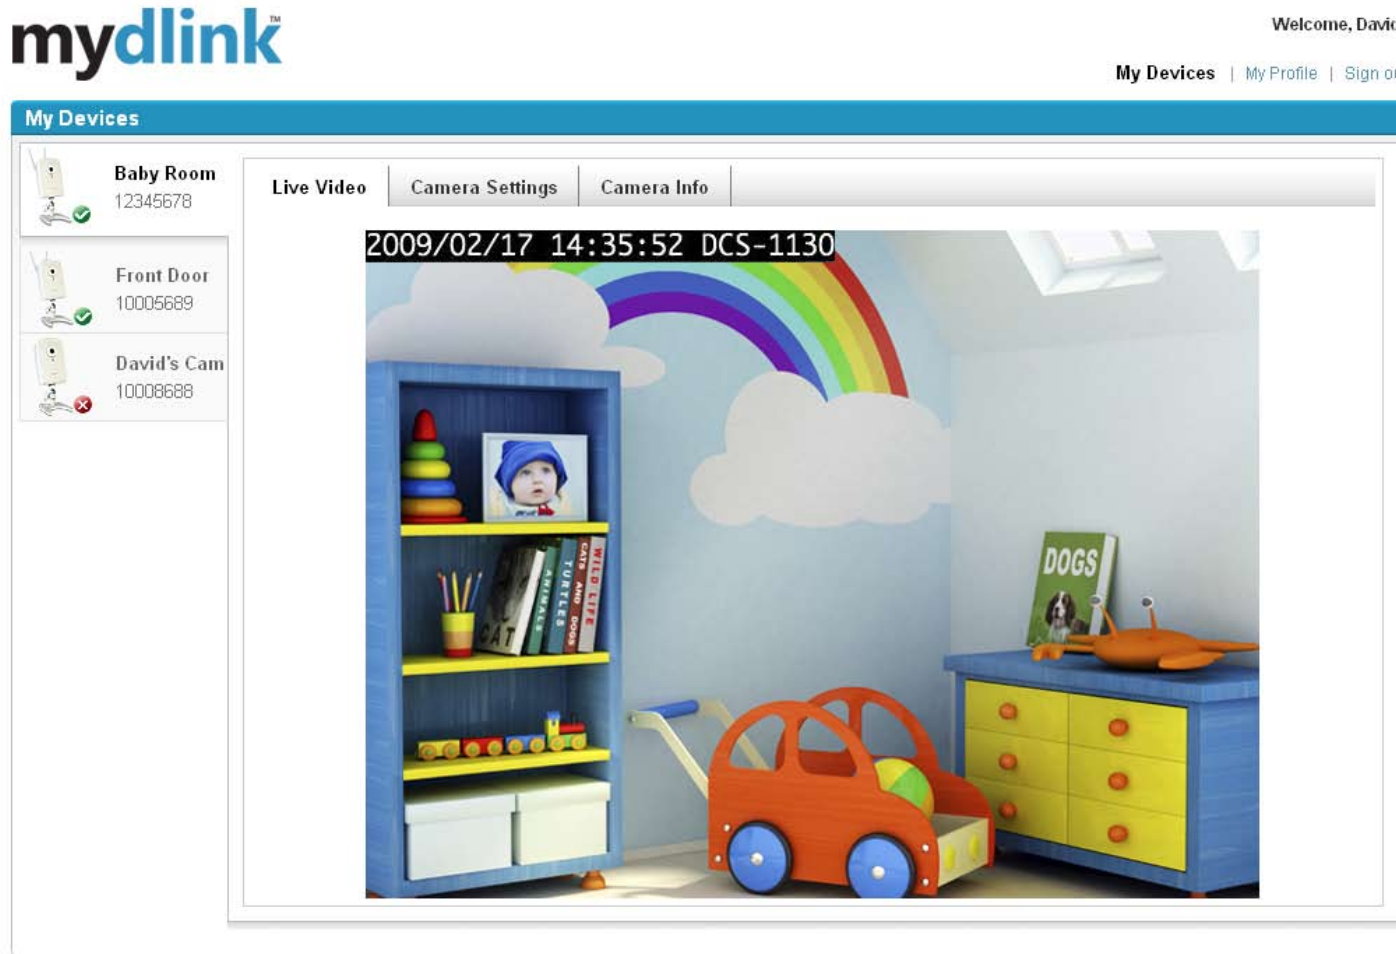 mydlink™
Welcome, David
My Devices | My Profile | Sign ou
My Devices
Baby Room
12345678
Front Door
10005689
David's Cam
10008688
Live Video
Camera Settings
Camera Info
2009/02/17 14:35:52 DCS-1130
CAT
ANIMALS
TURTLES
CATS AND DOGS
WILD LIFE
DOGS